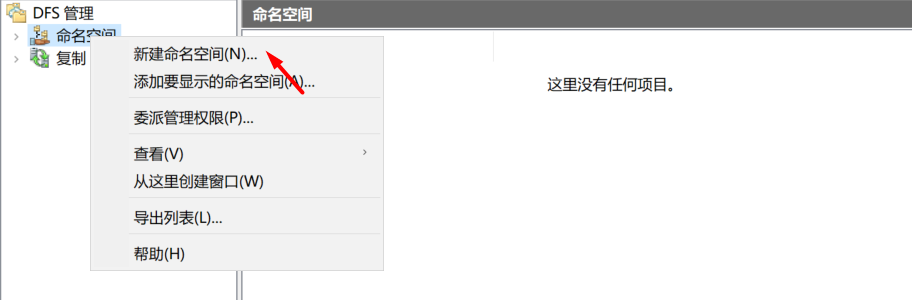 DFS 管理
命名空间
命名空间
复制
新建命名空间(N)...
添加要显示的命名空间(A)...
委派管理权限(P)...
查看(V)
从这里创建窗口(W)
导出列表(L)...
帮助(H)
这里没有任何项目。